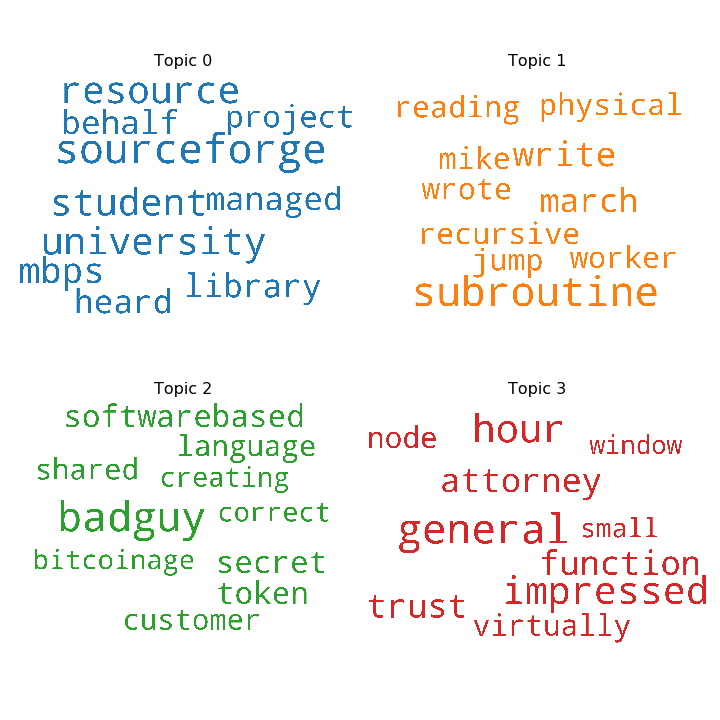 Topic 0
resource
behalf
project
sourceforge
student
managed
university
mbps
heard
library
Topic 1
reading
physical
mike
write
wrote
march
recursive
jump
worker
subroutine
Topic 2
softwarebased
language
shared
creating
badguy
correct
bitcoinage
secret
token
customer
Topic 3
node
hour
window
attorney
general
small
function
impressed
trust
virtually